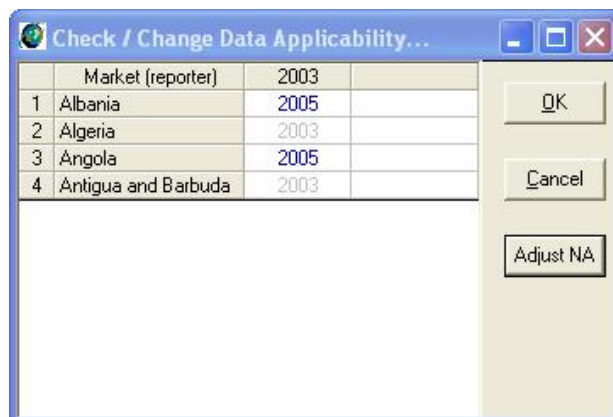 Check / Change Data Applicability...
Market (reporter) 2003
1 Albania 2005
2 Algeria 2003
3 Angola 2005
4 Antigua and Barbuda 2003
OK
Cancel
Adjust NA